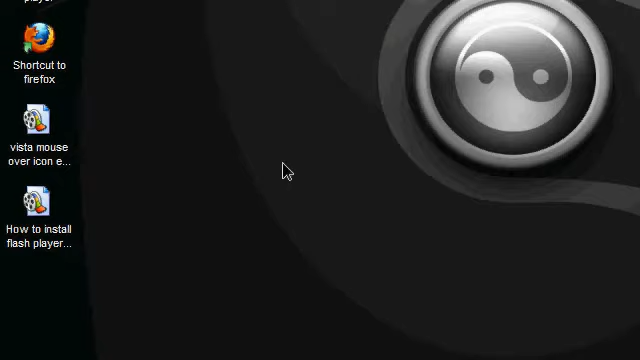 player
Shortcut to
firefox
vista mouse
over icon e...
How to install
flash player...